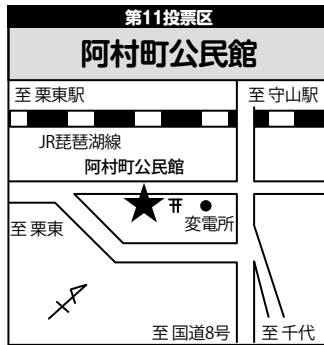 第11投票区
阿村町公民館
至 栗東駅
至 守山駅
JR琵琶湖線
阿村町公民館
変電所
至 栗東
至 国道8号
至 千代